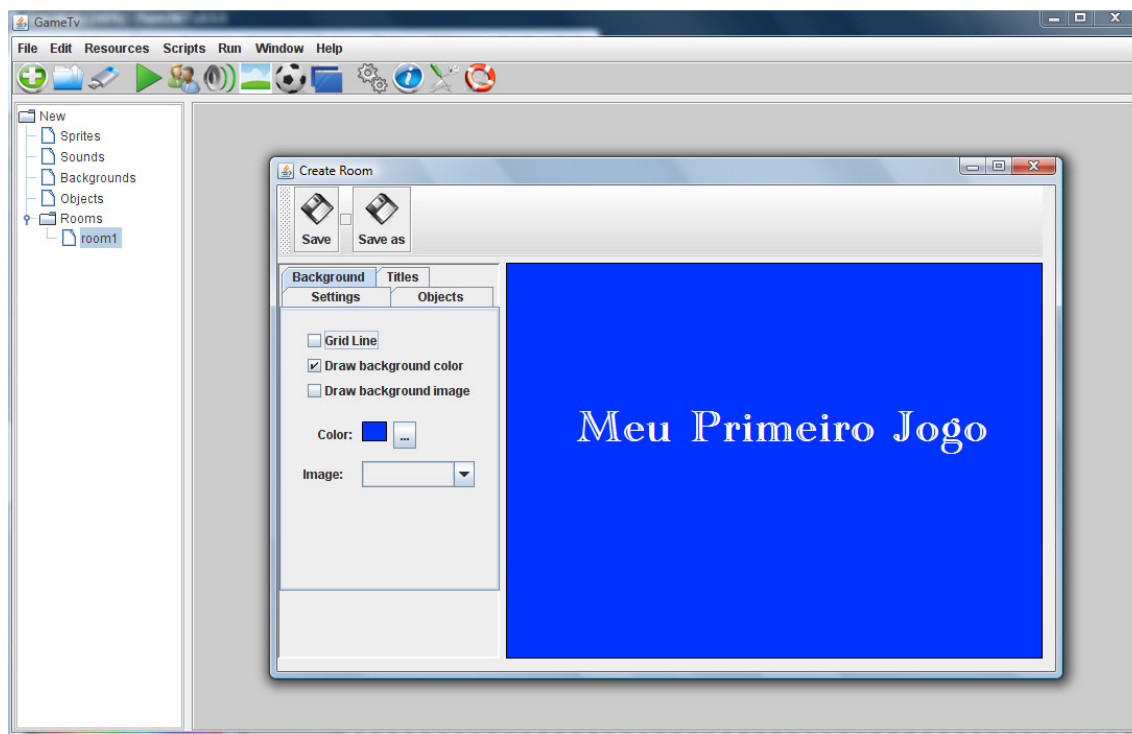 GameTv
File Edit Resources Scripts Run Window Help
New
Sprites
Sounds
Backgrounds
Objects
Rooms
room1
Create Room
Save Save as
Background Titles
Settings Objects
Grid Line
Draw background color
Draw background image
Color: ...
Image:
Meu Primeiro Jogo